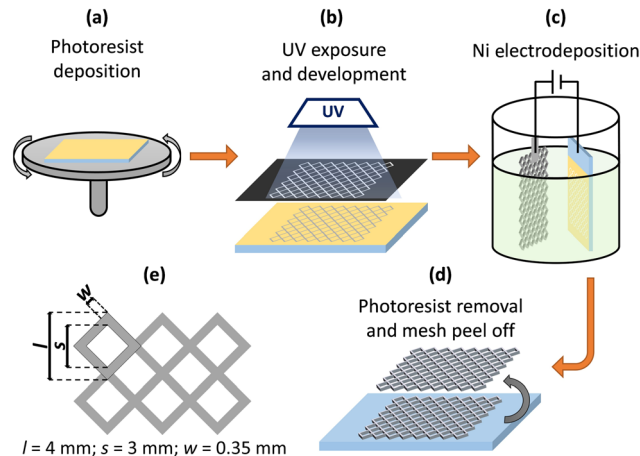 (a)
Photoresist
deposition
(b)
UV exposure
and development
UV
(c)
Ni electrodeposition
(d)
Photoresist removal
and mesh peel off
(e)
w
l
s
l = 4 mm; s = 3 mm; w = 0.35 mm